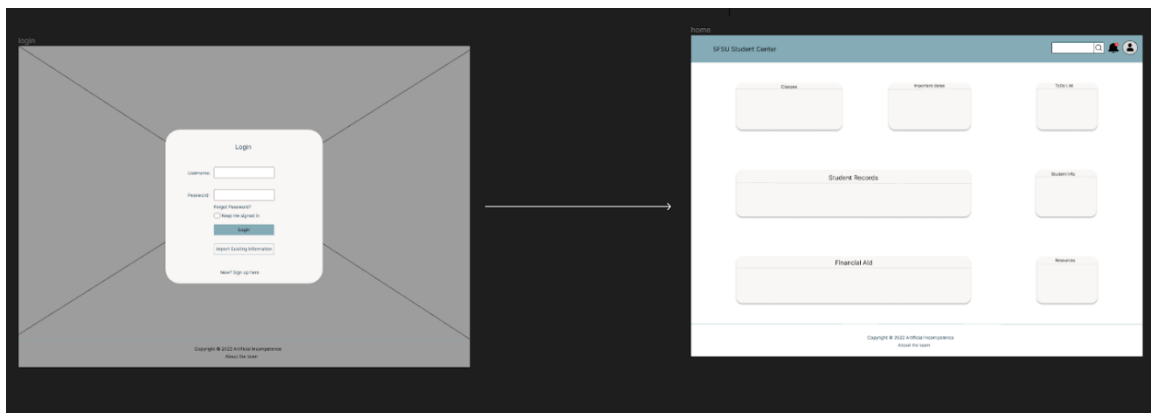 login
Login
Username:
Password:
Forgot Password?
Keep me signed in
Login
Import Existing Information
New? Sign up here
Copyright © 2022 Artificial Incompetence
About the team
home
SFSU Student Center
Classes
Important dates
ToDo List
Student Records
Student Info
Financial Aid
Resources
Copyright © 2022 Artificial Incompetence
About the team